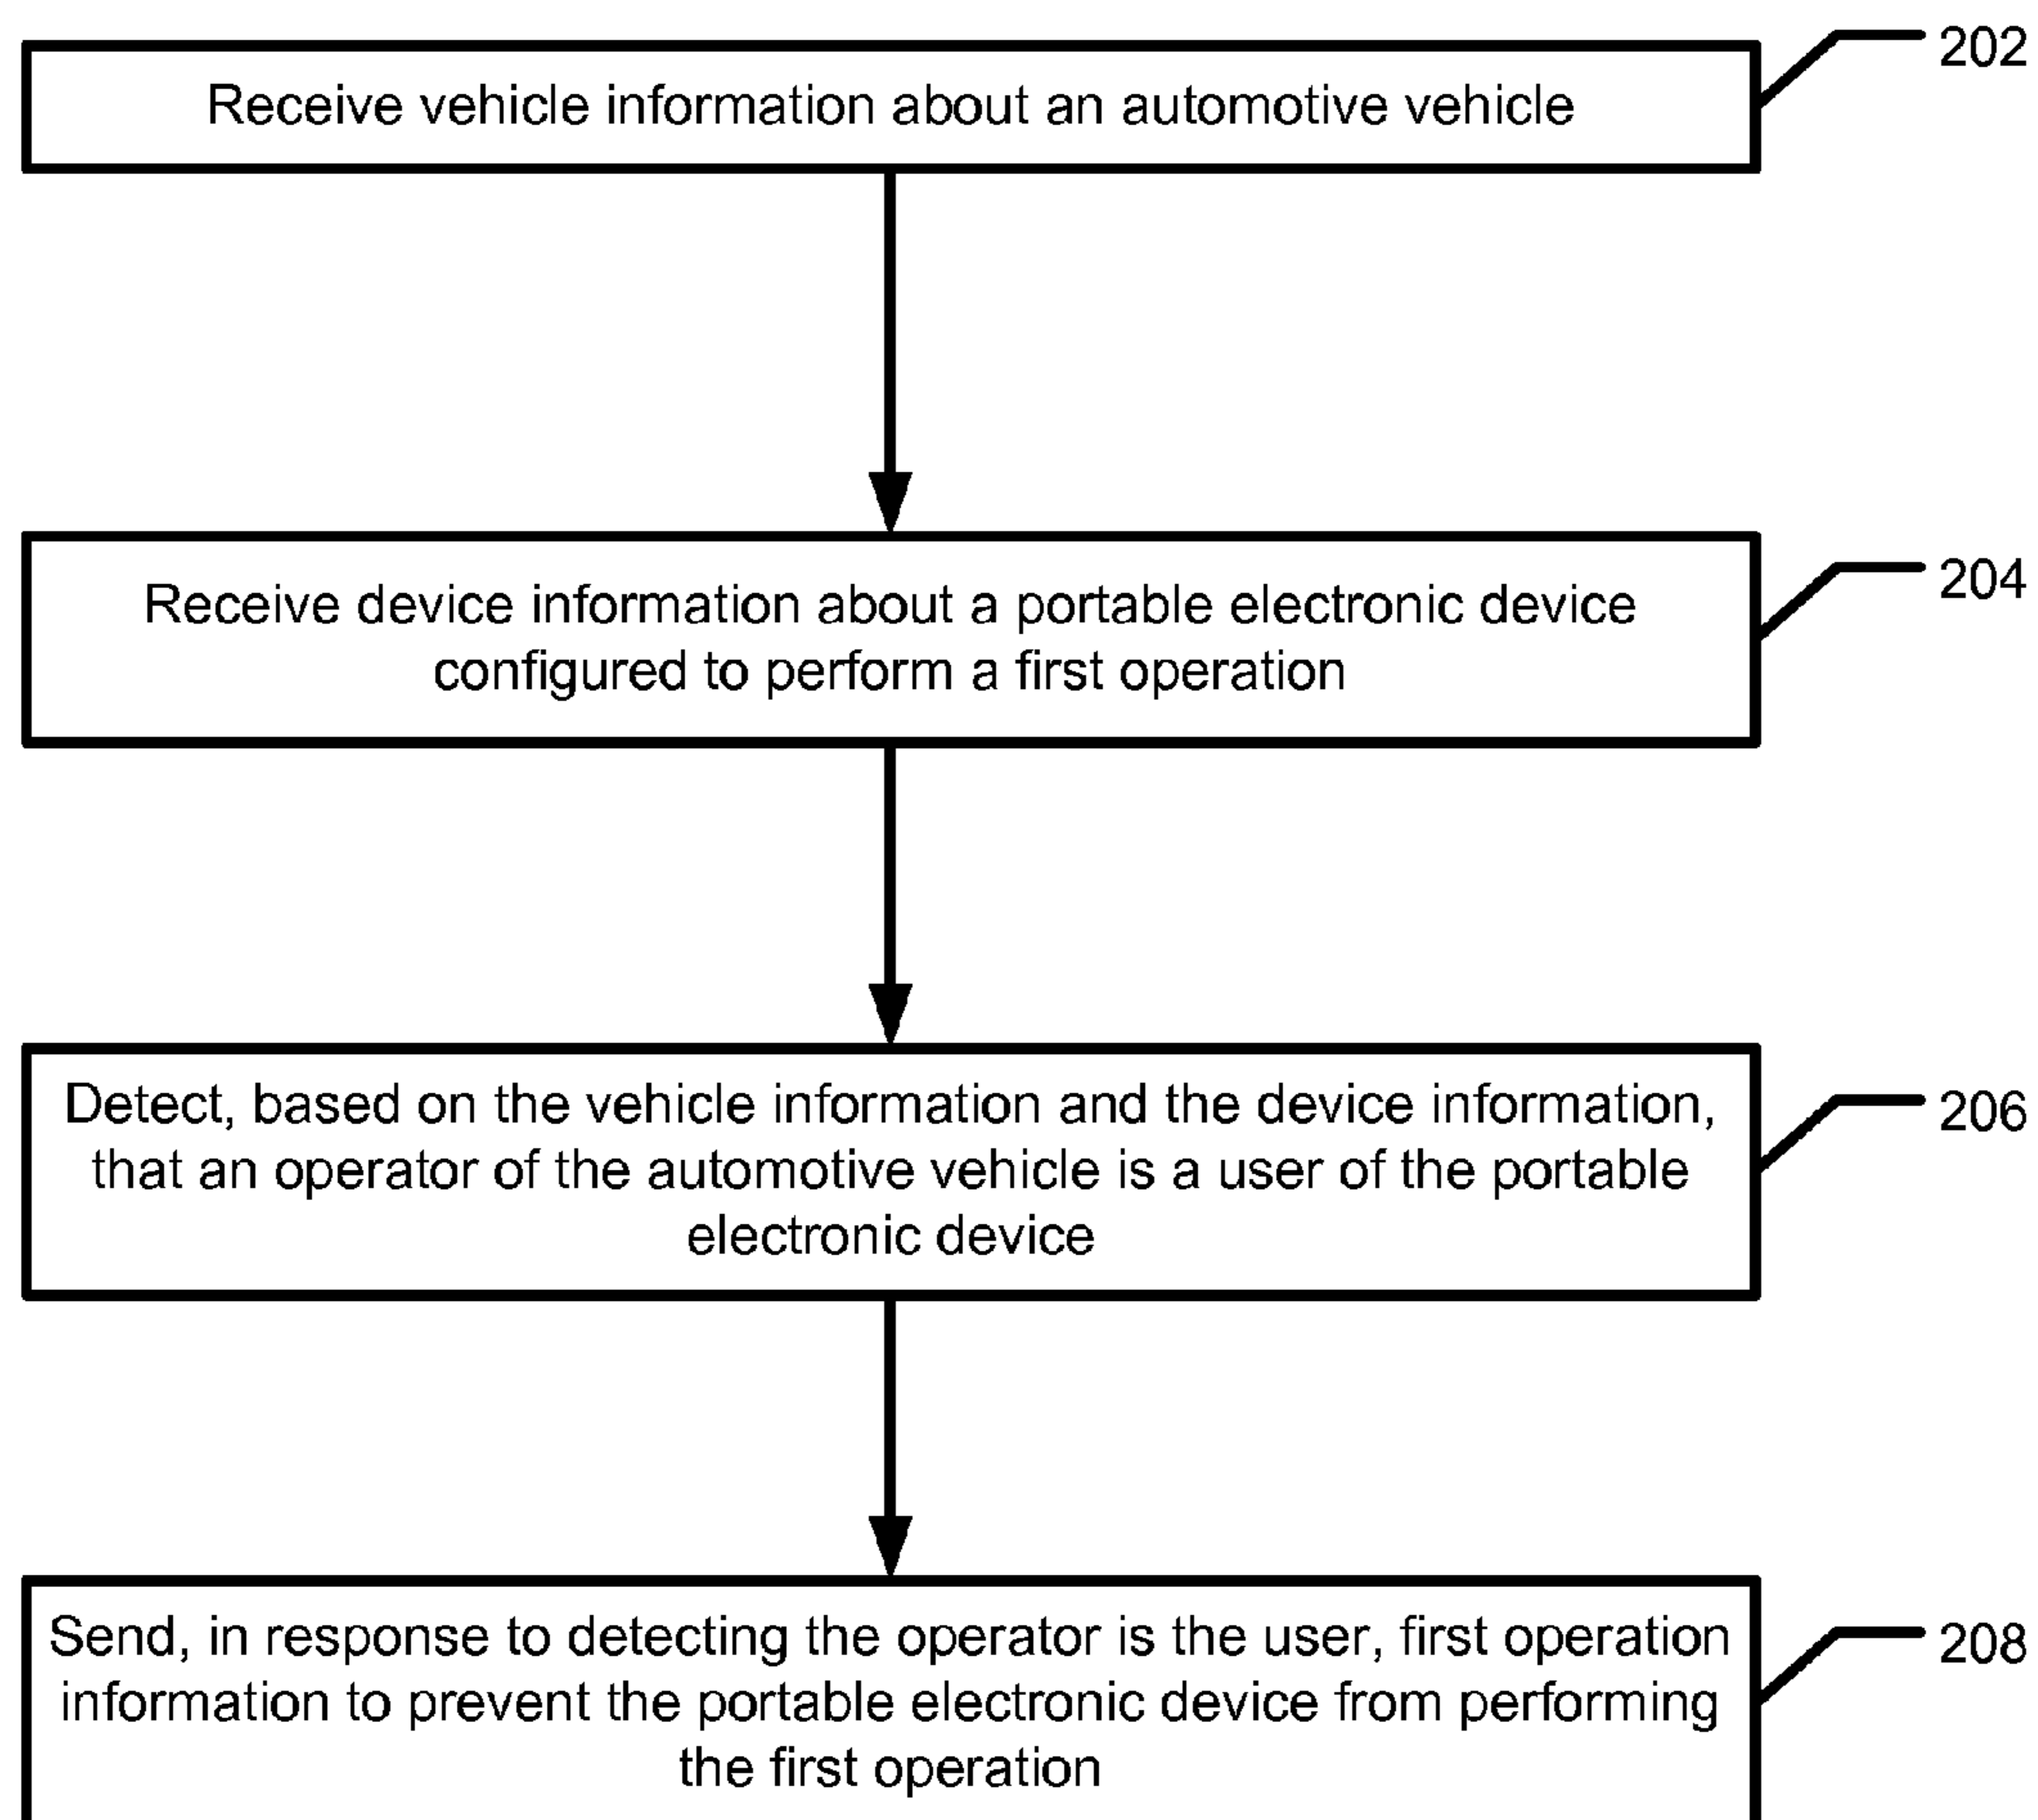 202
Receive vehicle information about an automotive vehicle
204
Receive device information about a portable electronic device
configured to perform a first operation
206
Detect, based on the vehicle information and the device information,
that an operator of the automotive vehicle is a user of the portable
electronic device
208
Send, in response to detecting the operator is the user, first operation
information to prevent the portable electronic device from performing
the first operation